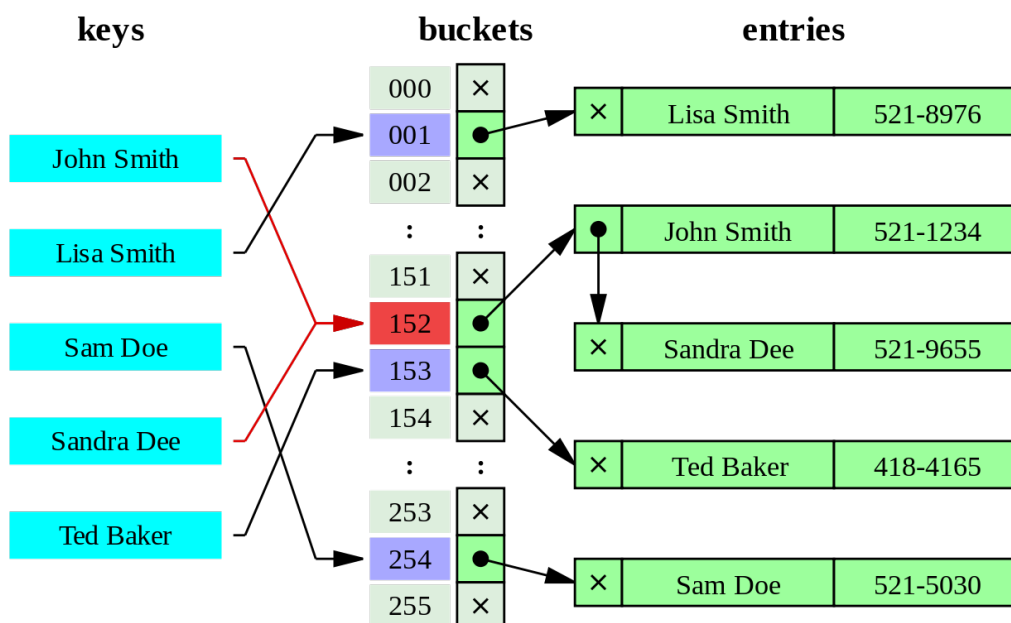 keys
buckets
entries
John Smith
Lisa Smith
Sam Doe
Sandra Dee
Ted Baker
000 ×
001
002 ×
: :
151 ×
152
153
154 ×
: :
253 ×
254
255 ×
× Lisa Smith 521-8976
John Smith 521-1234
× Sandra Dee 521-9655
× Ted Baker 418-4165
× Sam Doe 521-5030